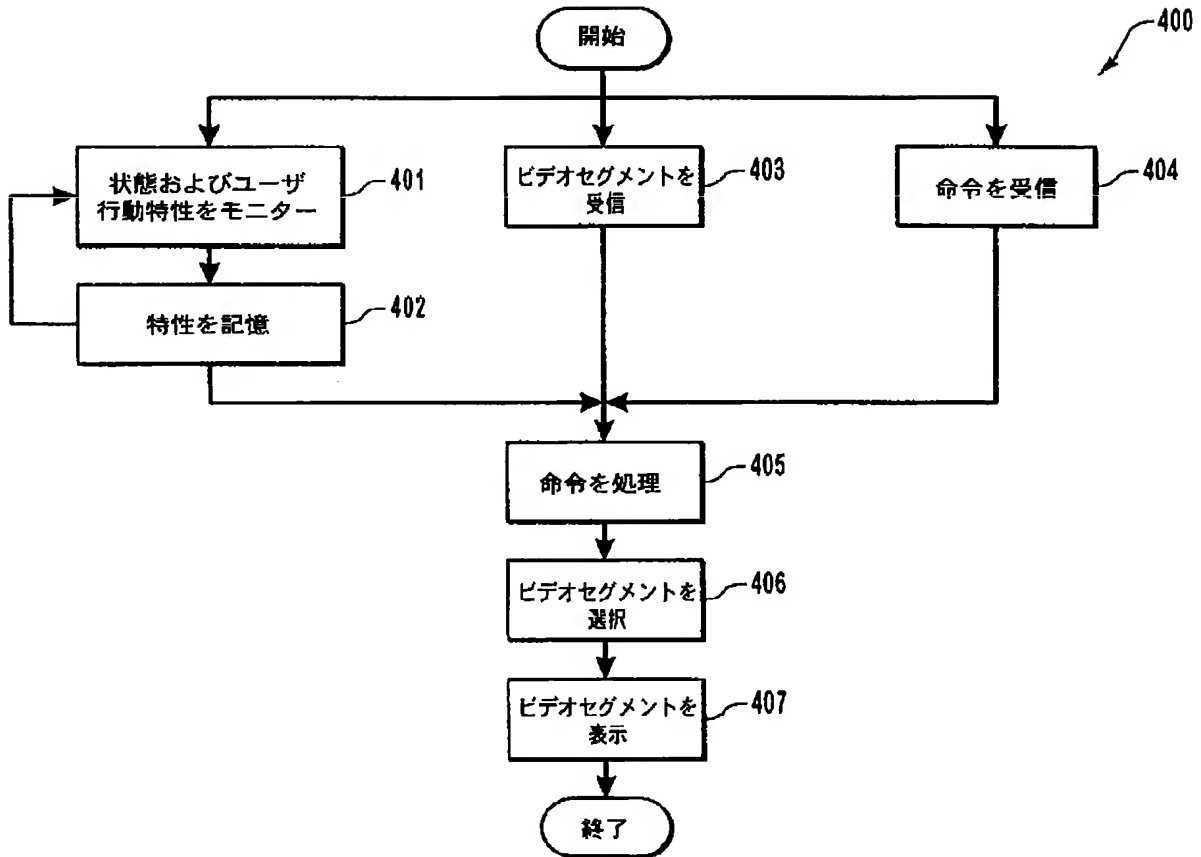 開始
400
状態およびユーザ
行動特性をモニター
401
ビデオセグメントを
受信
403
命令を受信
404
特性を記憶
402
命令を処理
405
ビデオセグメントを
選択
406
ビデオセグメントを
表示
407
終了